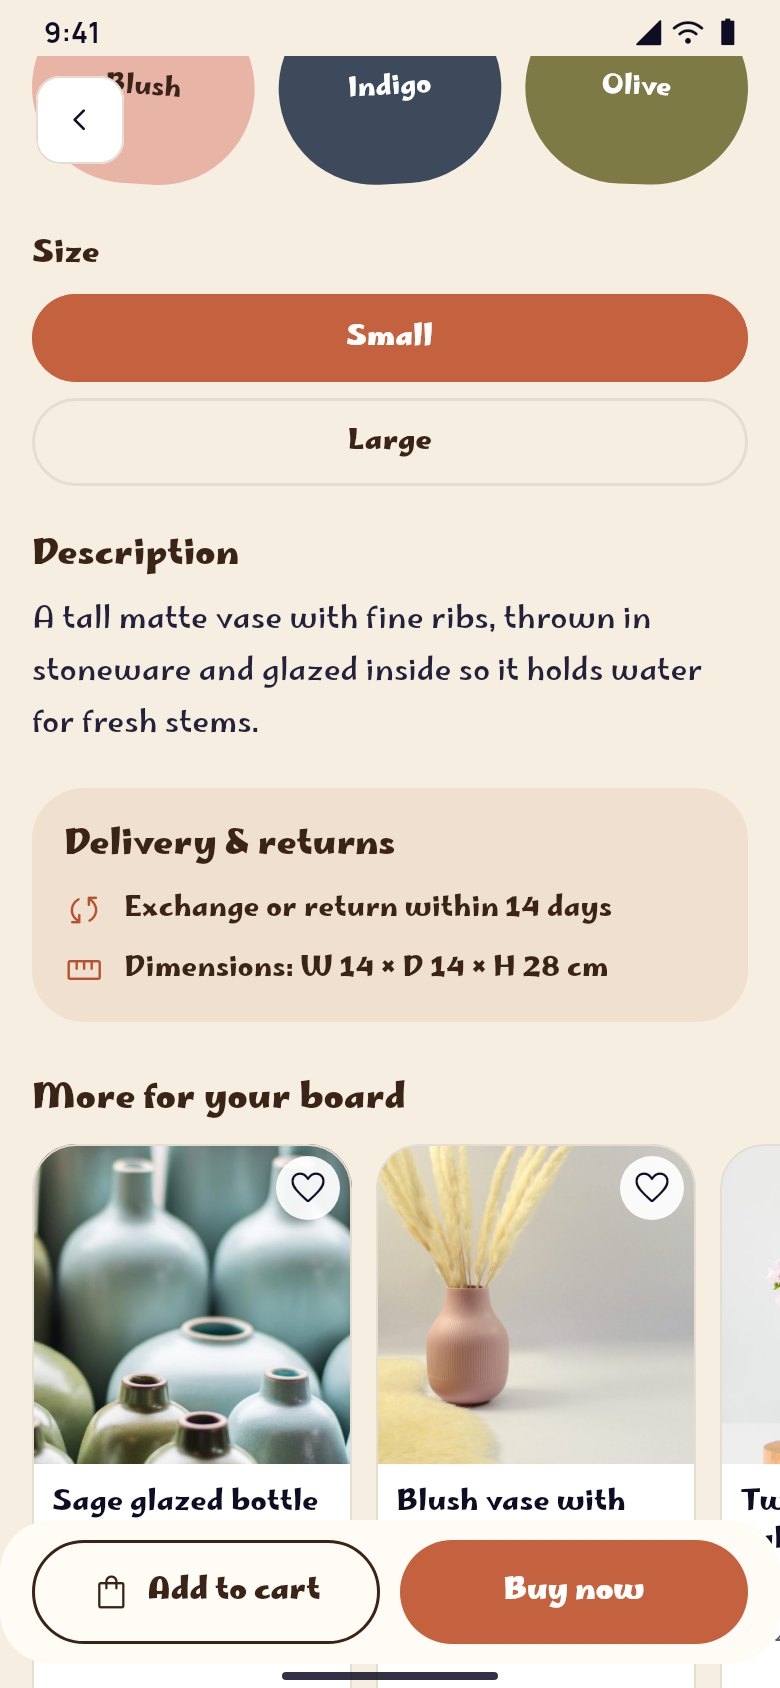 9:41
Blush
Indigo
Olive
Size
Small
Large
Description
A tall matte vase with fine ribs, thrown in
stoneware and glazed inside so it holds water
for fresh stems.
Delivery & returns
Exchange or return within 14 days
Dimensions: W 14 × D 14 × H 28 cm
More for your board
Sage glazed bottle
Blush vase with
Add to cart
Buy now